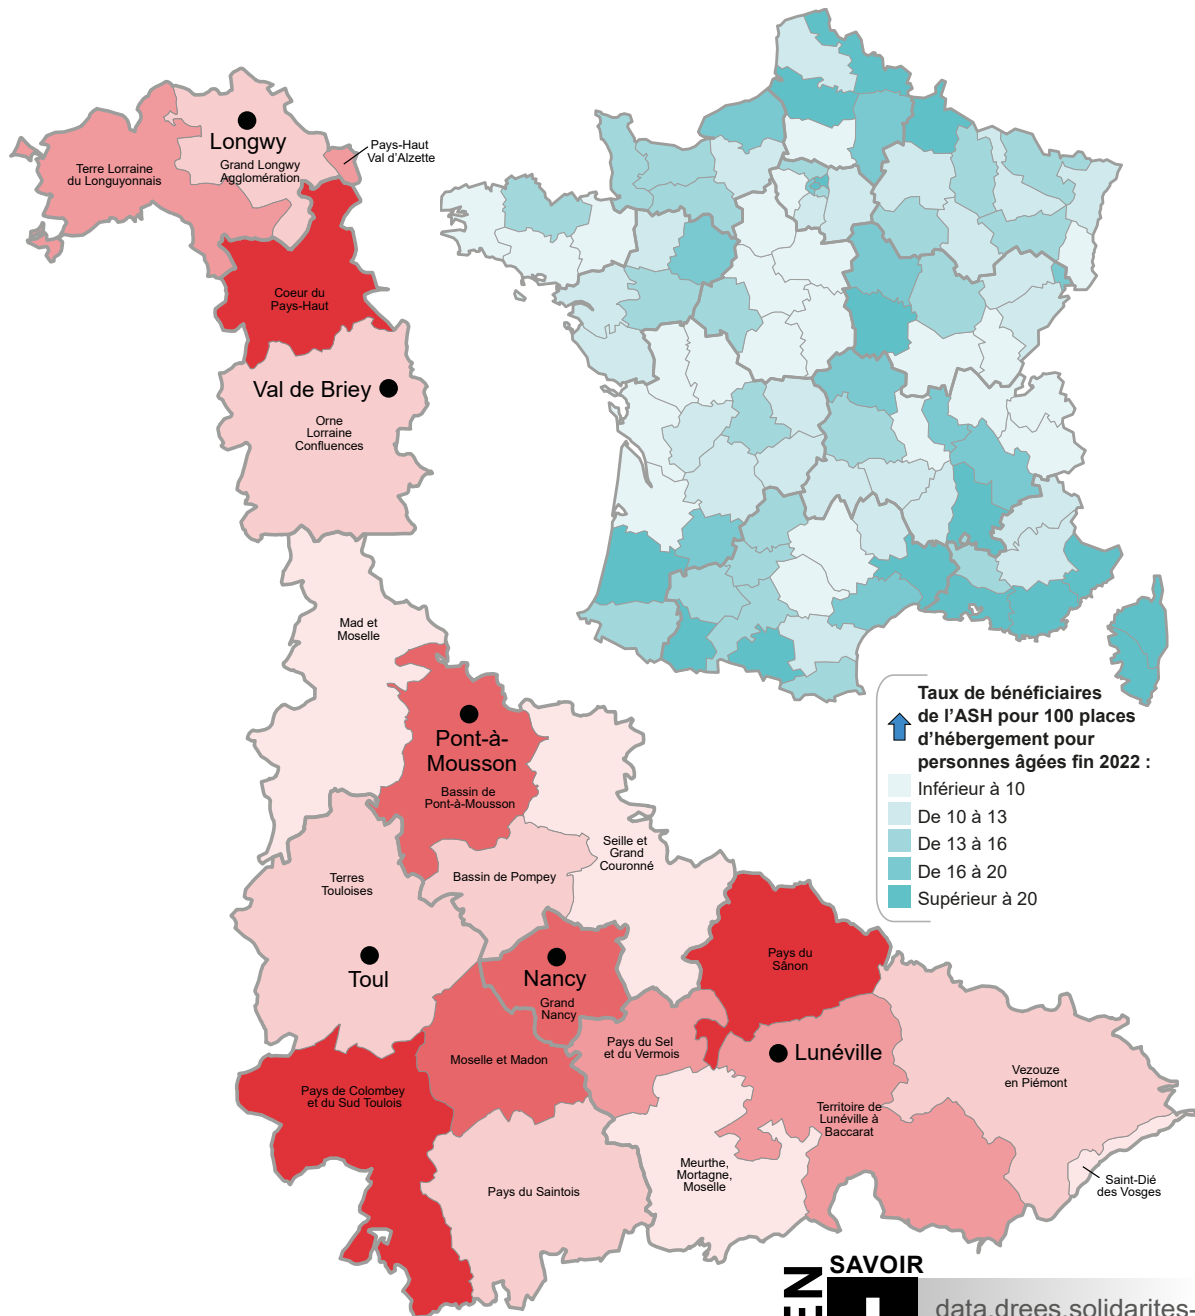 Longwy
Grand Longwy
Agglomération
Pays-Haut
Val d'Alzette
Terre Lorraine
du Longuyonnais
Coeur du
Pays-Haut
Val de Briey
Orne
Lorraine
Confluences
Mad et
Moselle
Pont-à-
Mousson
Bassin de
Pont-à-Mousson
Taux de bénéficiaires
de l'ASH pour 100 places
d'hébergement pour
personnes âgées fin 2022 :
Inférieur à 10
De 10 à 13
De 13 à 16
De 16 à 20
Supérieur à 20
Seille et
Grand
Couronné
Bassin de Pompey
Terres
Touloises
Toul
Nancy
Grand
Nancy
Pays du
Sânon
Moselle et Madon
Pays du Sel
et du Vermois
Lunéville
Vezouze
en Piémont
Pays de Colombey
et du Sud Toulois
Territoire de
Lunéville à
Baccarat
Meurthe,
Mortagne,
Moselle
Pays du Saintois
Saint-Dié
des Vosges
EN
SAVOIR
data.drees.solidarites-